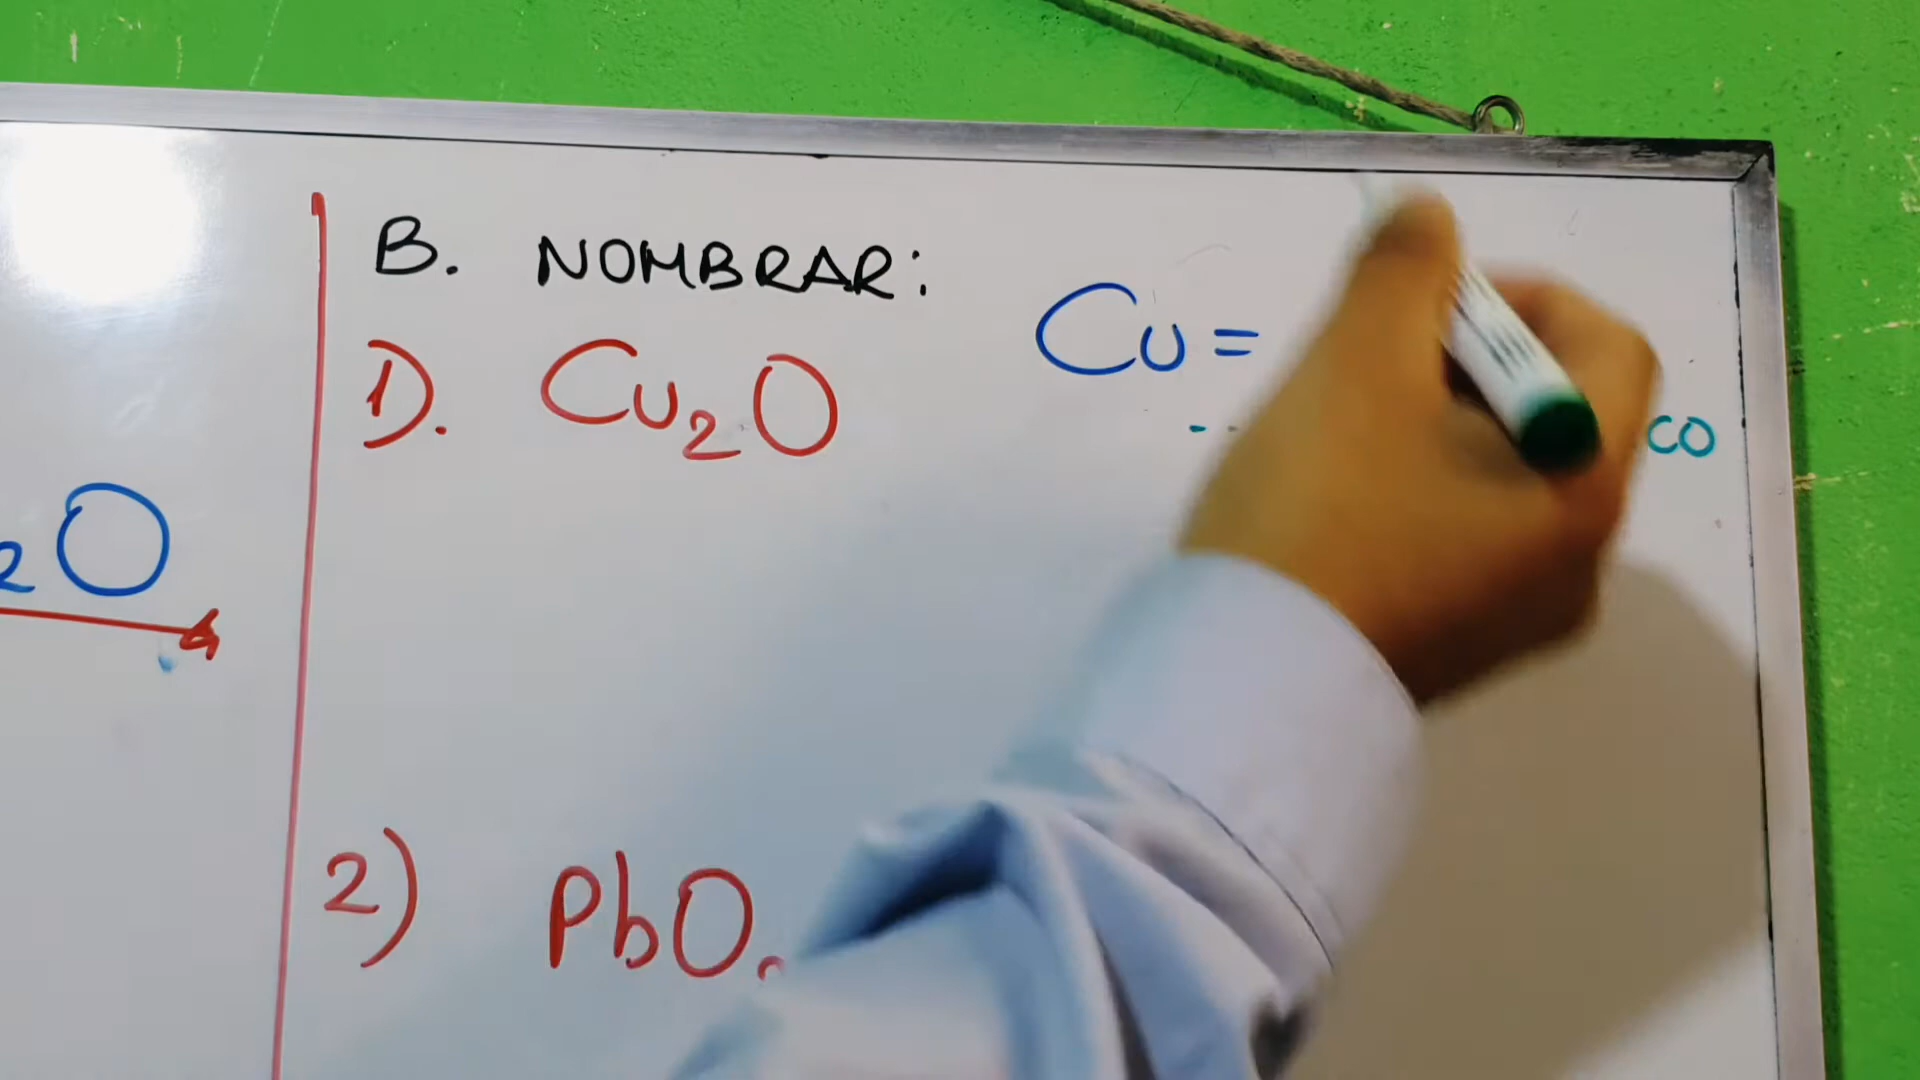 B. NOMBRAR:
Cu =
1). Cu₂O
co
₂O
2) PbO